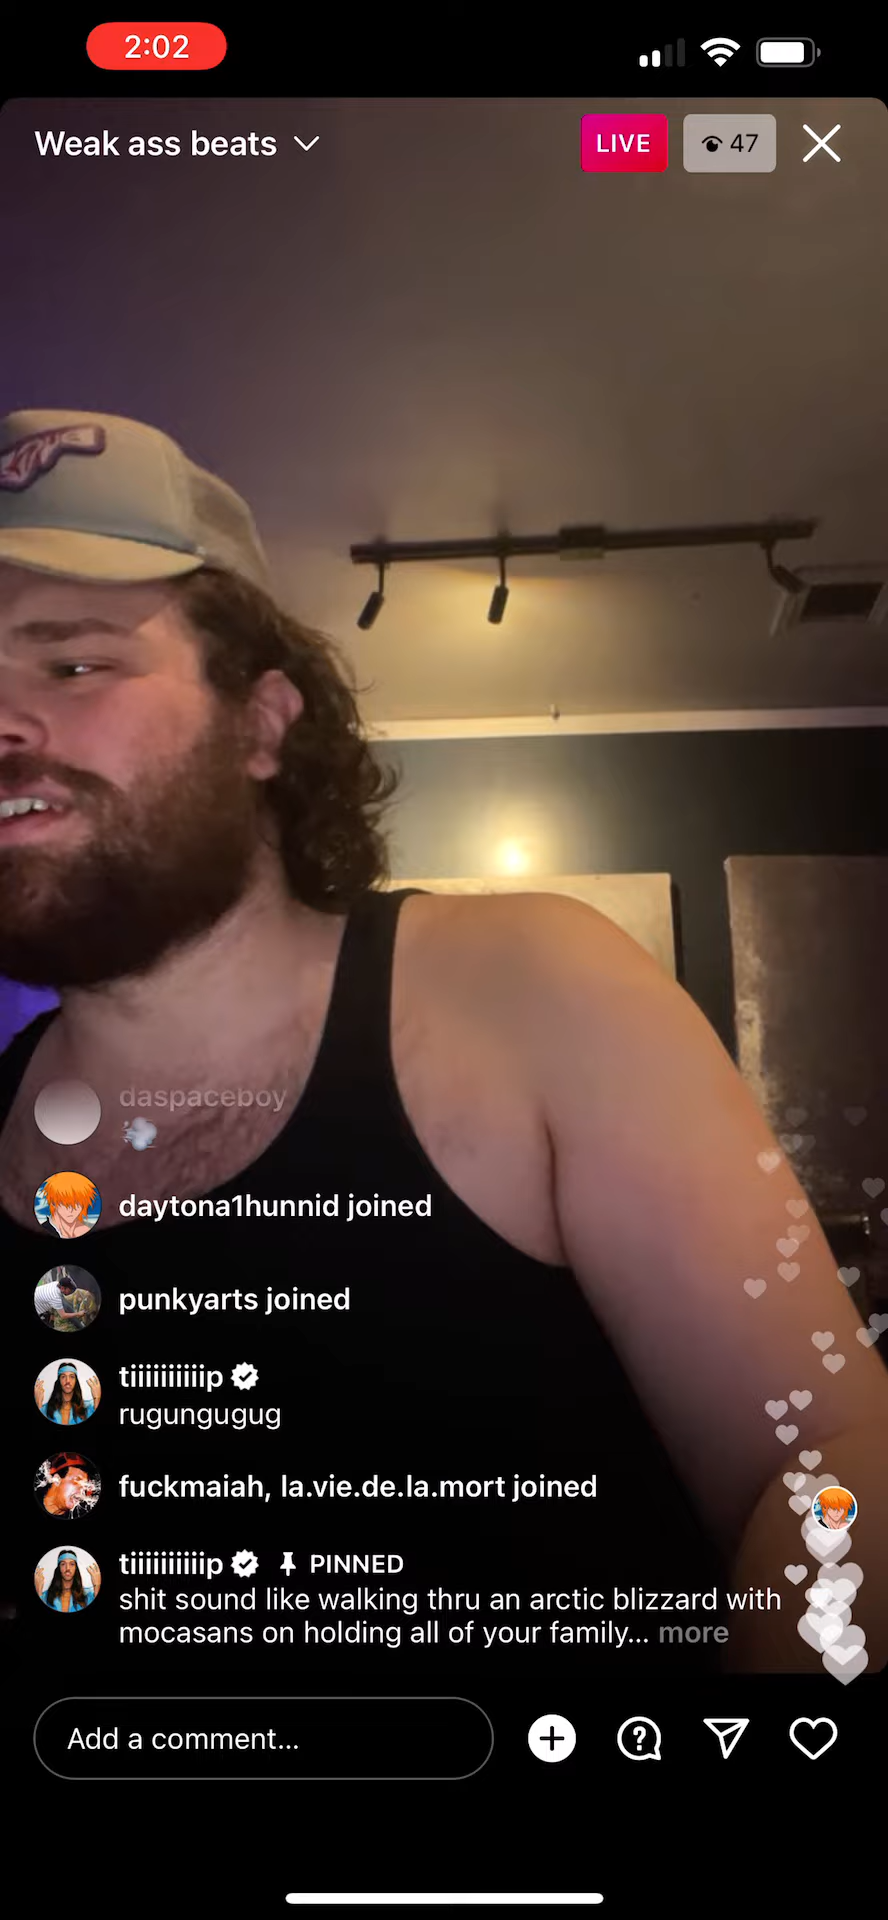 2:02
Weak ass beats
LIVE
47
daspaceboy
daytona1hunnid joined
punkyarts joined
tiiiiiiiiiip
rugungugug
fuckmaiah, la.vie.de.la.mort joined
tiiiiiiiiiip PINNED
shit sound like walking thru an arctic blizzard with
mocasans on holding all of your family... more
Add a comment...